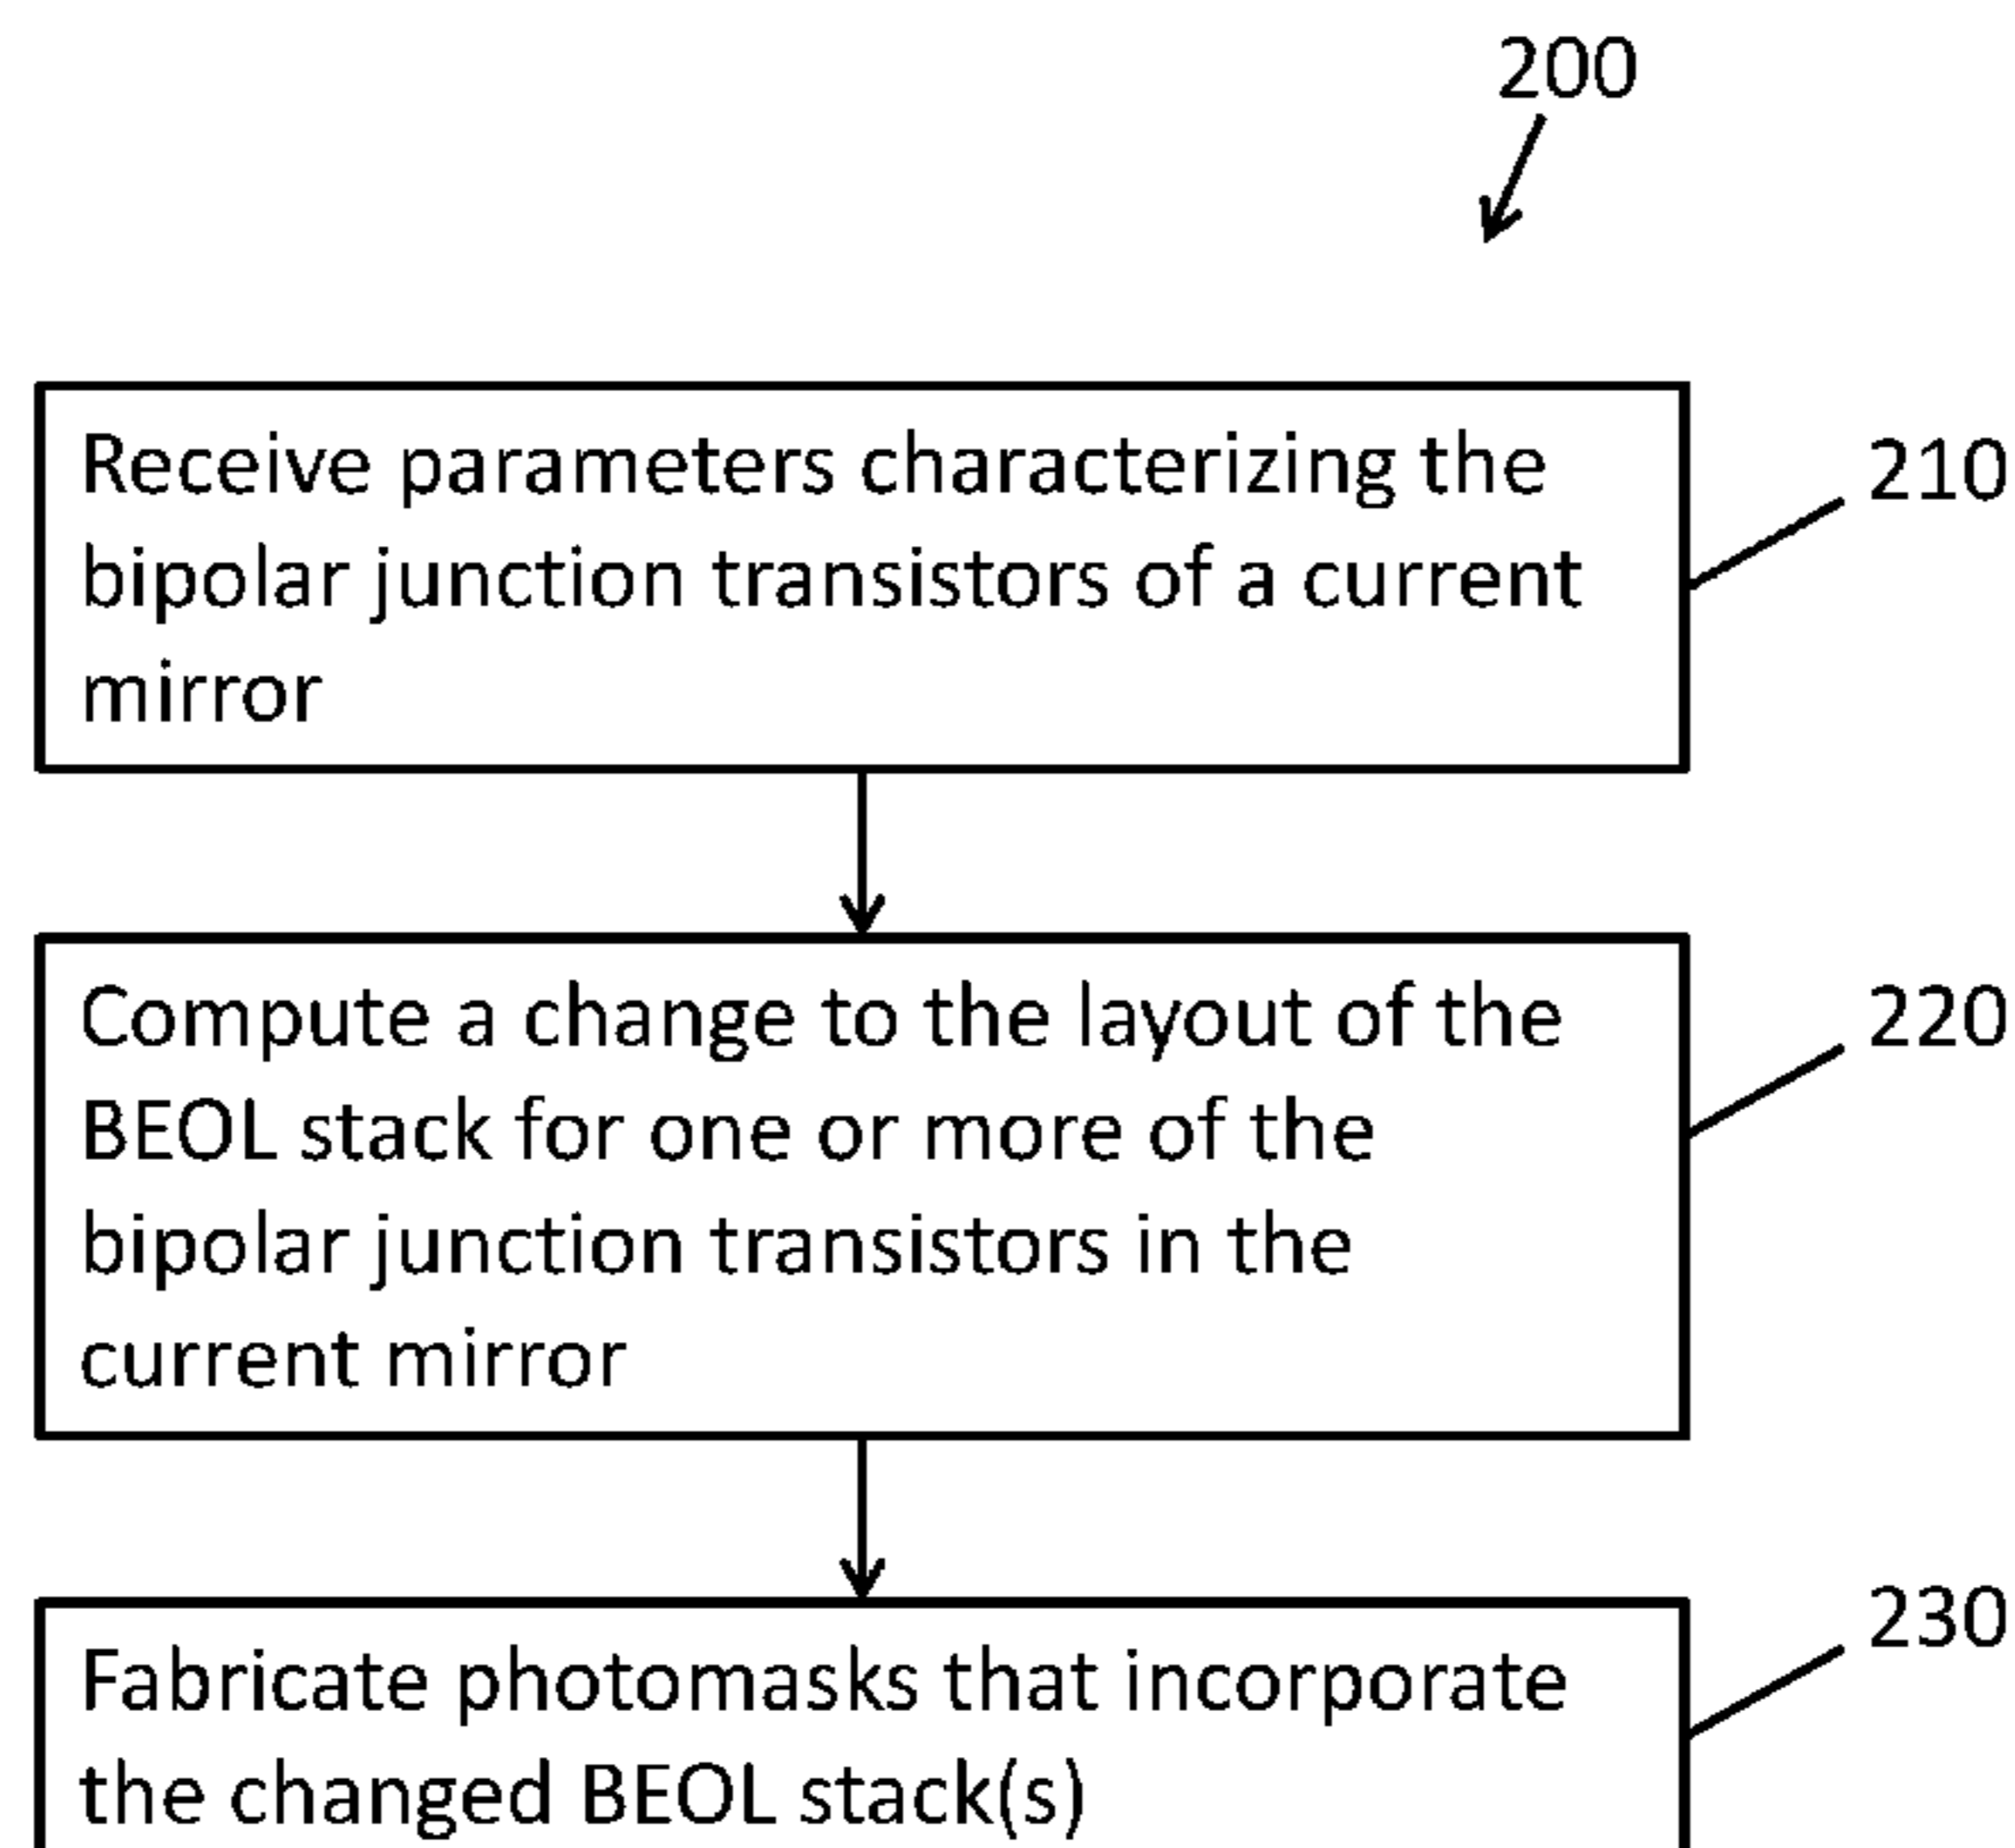 200
Receive parameters characterizing the
bipolar junction transistors of a current
mirror
210
Compute a change to the layout of the
BEOL stack for one or more of the
bipolar junction transistors in the
current mirror
220
Fabricate photomasks that incorporate
the changed BEOL stack(s)
230